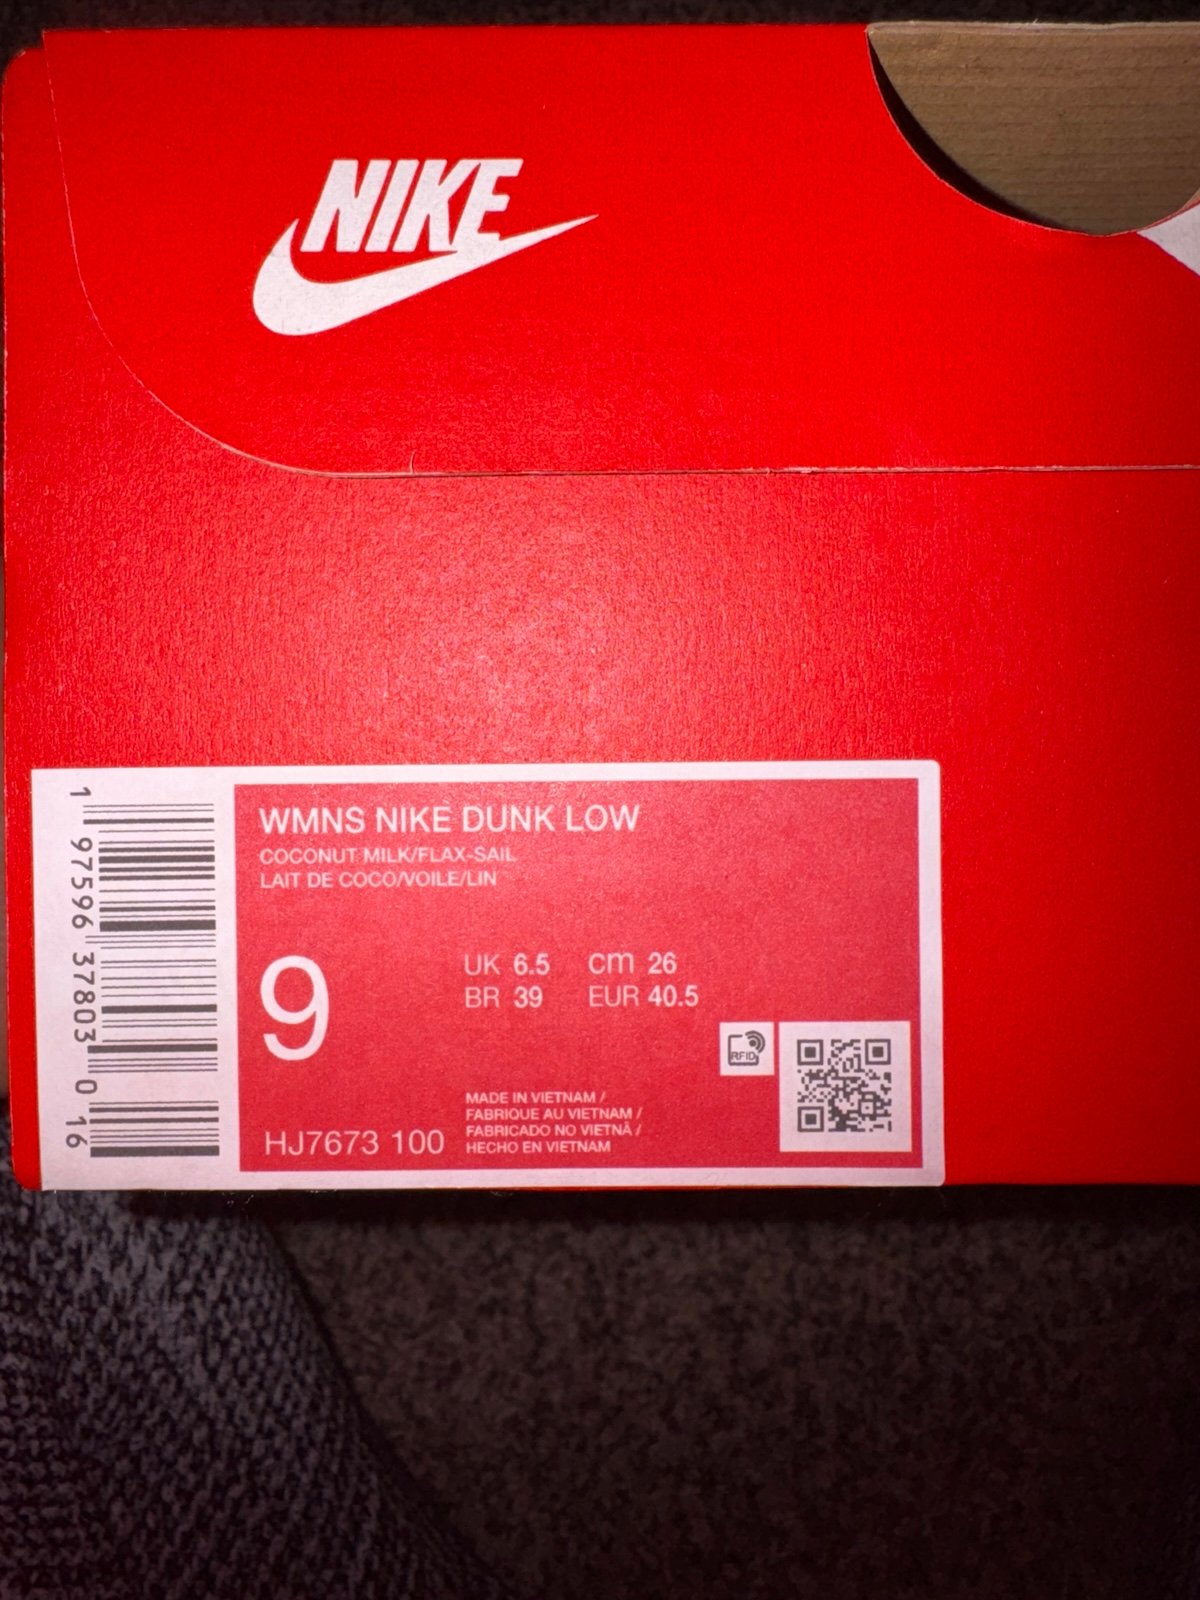 NIKE
WMNS NIKE DUNK LOW
COCONUT MILK/FLAX-SAIL
LAIT DE COCO/VOILE/LIN
9
UK 6.5 cm 26
BR 39 EUR 40.5
RFID
MADE IN VIETNAM /
FABRIQUE AU VIETNAM /
FABRICADO NO VIETNÃ /
HECHO EN VIETNAM
HJ7673 100
1 97596 37803 0 16